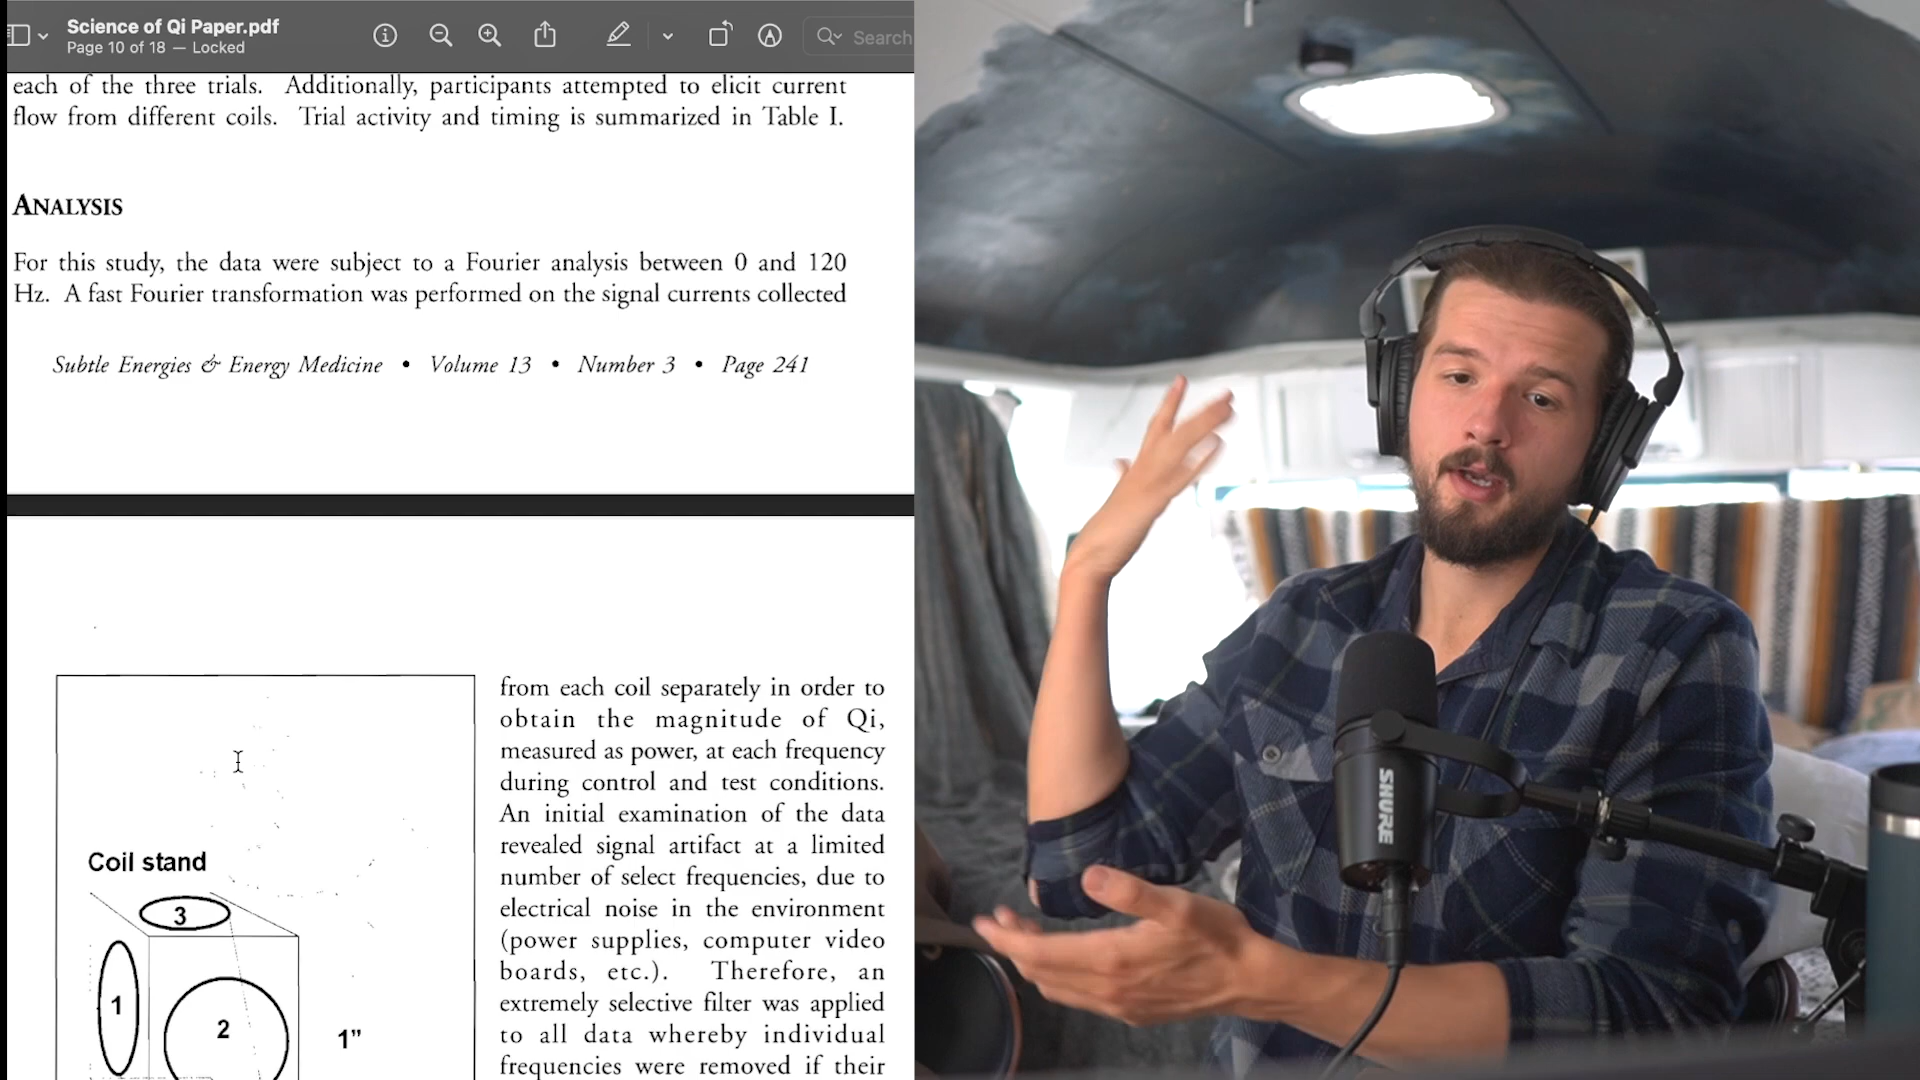 Science of Qi Paper.pdf
Page 10 of 18 — Locked
Search
each of the three trials. Additionally, participants attempted to elicit current
flow from different coils. Trial activity and timing is summarized in Table I.
ANALYSIS
For this study, the data were subject to a Fourier analysis between 0 and 120
Hz. A fast Fourier transformation was performed on the signal currents collected
Subtle Energies & Energy Medicine • Volume 13 • Number 3 • Page 241
from each coil separately in order to
obtain the magnitude of Qi,
measured as power, at each frequency
during control and test conditions.
An initial examination of the data
revealed signal artifact at a limited
number of select frequencies, due to
electrical noise in the environment
(power supplies, computer video
boards, etc.). Therefore, an
extremely selective filter was applied
to all data whereby individual
frequencies were removed if their
Coil stand
3
1
2
1”
SHURE